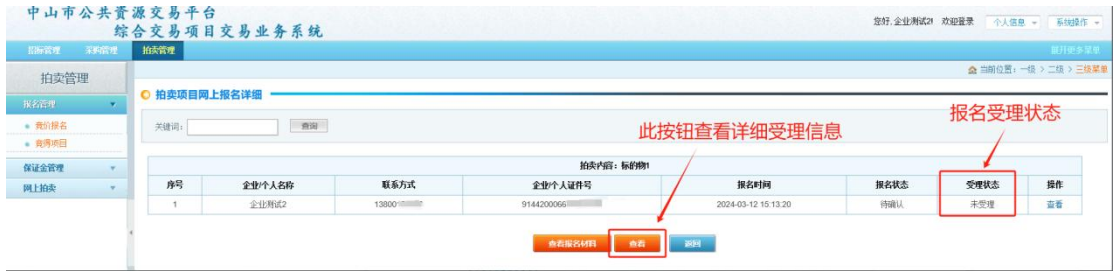 中山市公共资源交易平台
综合交易项目交易业务系统
您好,企业测试21 欢迎登录 个人信息 系统操作
招标管理 采购管理 拍卖管理 展开更多菜单
拍卖管理
当前位置：一级 > 二级 > 三级菜单
报名管理
拍卖项目网上报名详细
竞价报名
竞得项目
关键词： 查询
此按钮查看详细受理信息
报名受理状态
保证金管理
网上拍卖
拍卖内容：标的物1
序号 企业/个人名称 联系方式 企业/个人证件号 报名时间 报名状态 受理状态 操作
1 企业测试2 13800 9144200066 2024-03-12 15:13:20 待确认 未受理 查看
查看报名材料 查看 返回